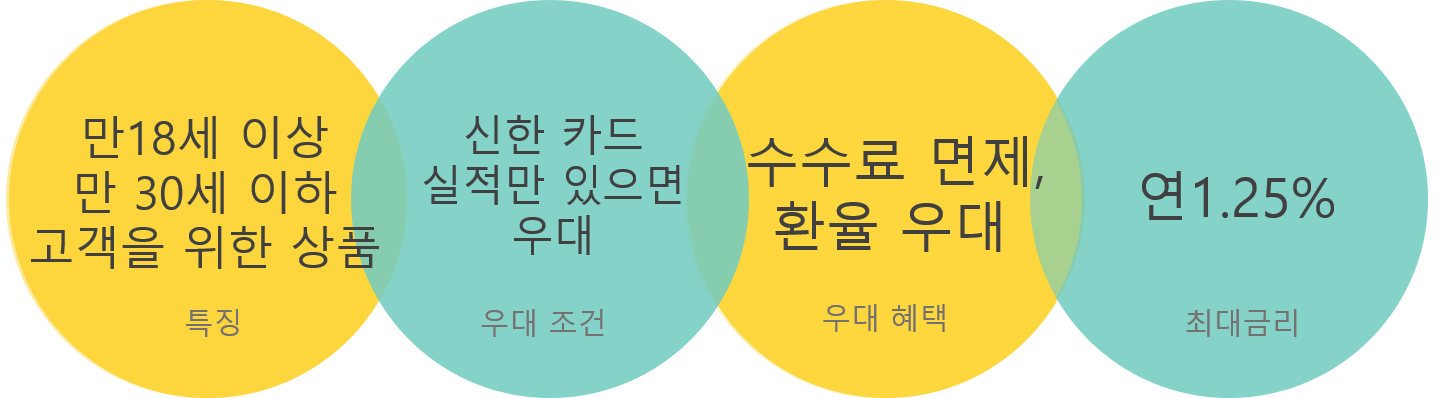 만18세 이상
만 30세 이하
고객을 위한 상품
특징
신한 카드
실적만 있으면
우대
우대 조건
수수료 면제,
환율 우대
우대 혜택
연1.25%
최대금리